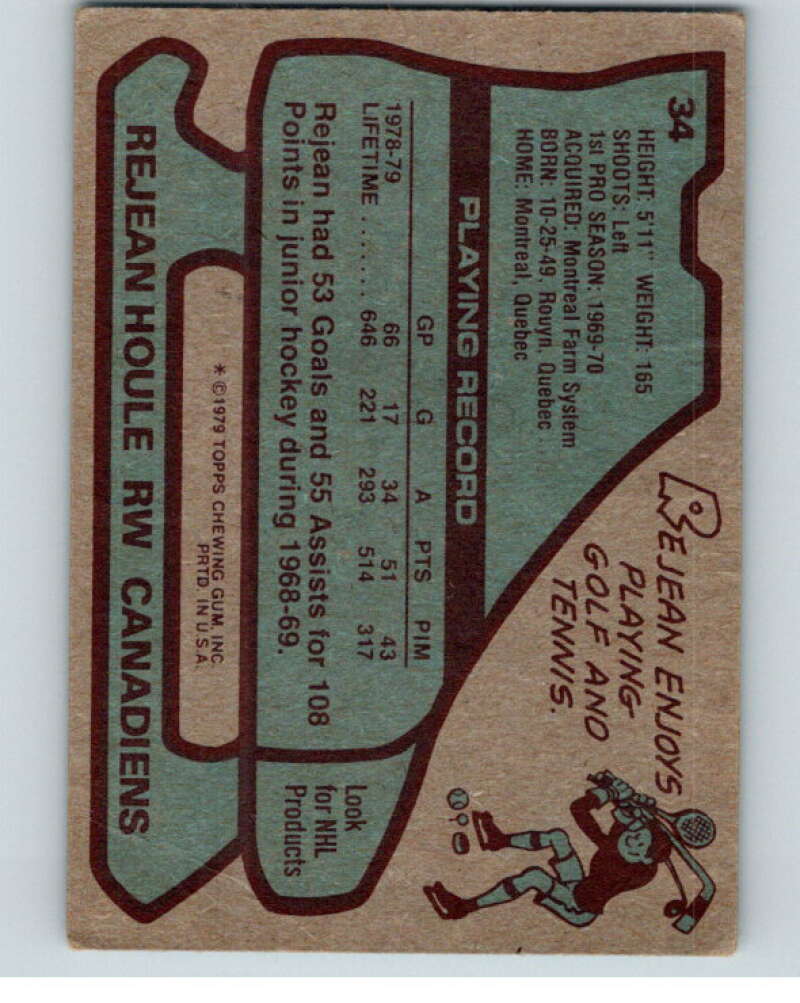 34
HEIGHT: 5'11" WEIGHT: 165
SHOOTS: Left
1st PRO SEASON: 1969-70
ACQUIRED: Montreal Farm System
BORN: 10-25-49, Rouyn, Quebec
HOME: Montreal, Quebec
REJEAN ENJOYS
PLAYING
GOLF AND
TENNIS.
PLAYING RECORD
GP G A PTS PIM
1978-79 66 17 34 51 43
LIFETIME ....... 646 221 293 514 317
Rejean had 53 Goals and 55 Assists for 108
Points in junior hockey during 1968-69.
Look
for NHL
Products
* ©1979 TOPPS CHEWING GUM, INC.
PRTD. IN U.S.A.
REJEAN HOULE RW CANADIENS